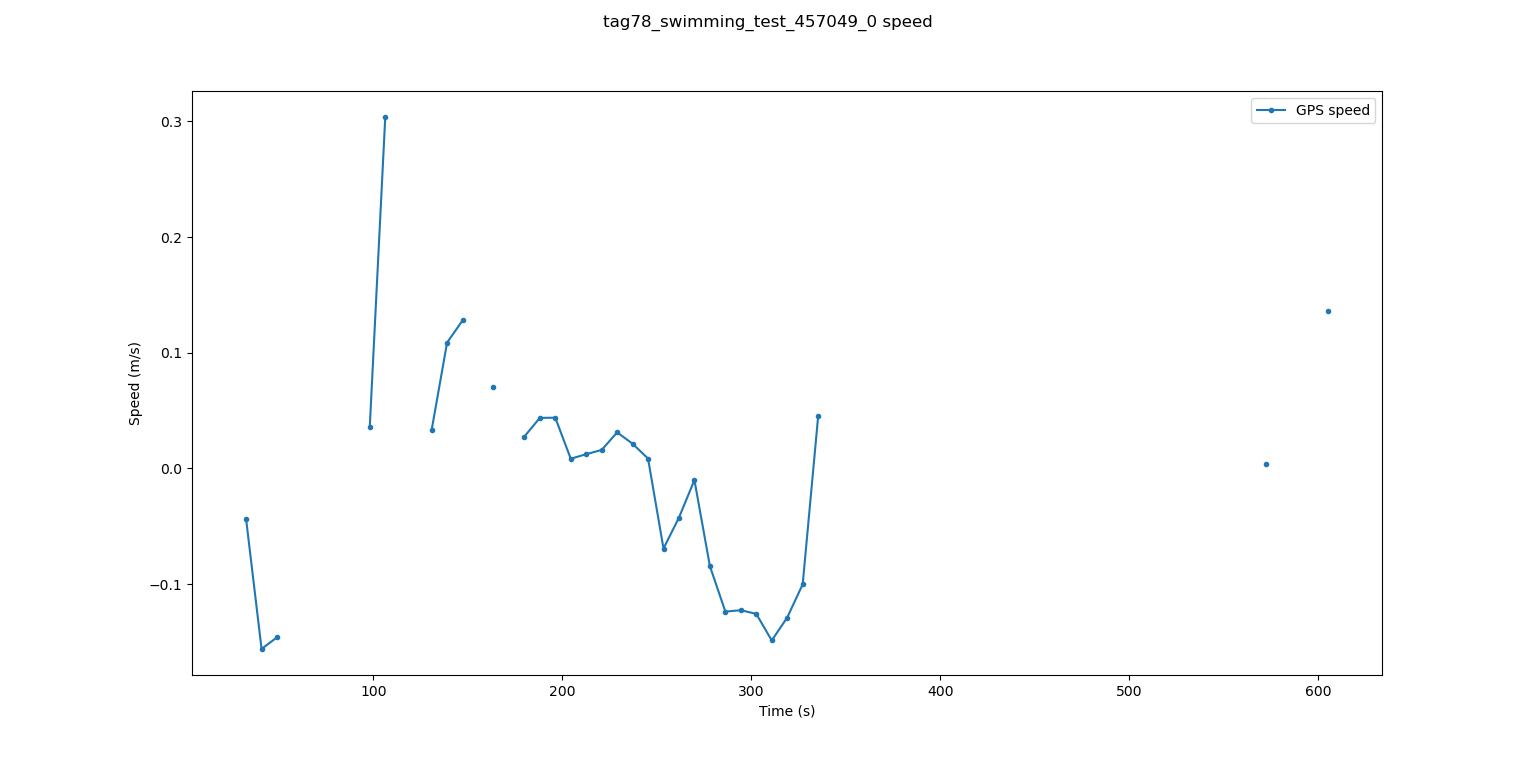 tag78_swimming_test_457049_0 speed
GPS speed
0.3
0.2
0.1
0.0
−0.1
Speed (m/s)
100 200 300 400 500 600
Time (s)